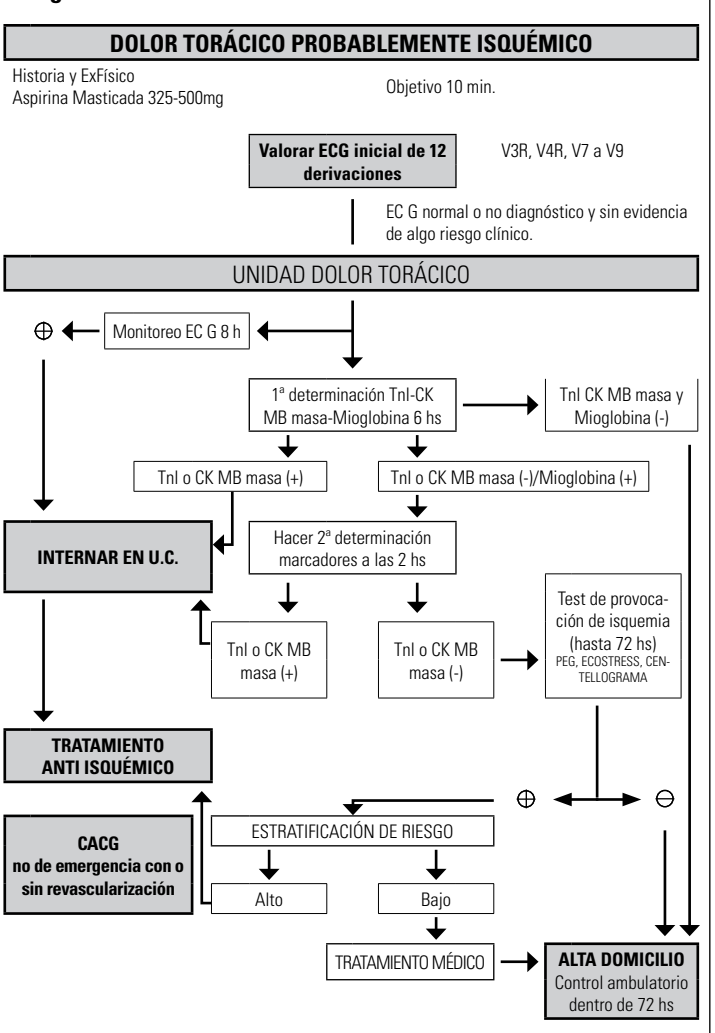 DOLOR TORÁCICO PROBABLEMENTE ISQUÉMICO
Historia y ExFísico
Aspirina Masticada 325-500mg
Objetivo 10 min.
Valorar ECG inicial de 12
derivaciones
V3R, V4R, V7 a V9
EC G normal o no diagnóstico y sin evidencia
de algo riesgo clínico.
UNIDAD DOLOR TORÁCICO
Monitoreo EC G 8 h
1ª determinación TnI-CK
MB masa-Mioglobina 6 hs
TnI CK MB masa y
Mioglobina (-)
TnI o CK MB masa (+)
TnI o CK MB masa (-)/Mioglobina (+)
INTERNAR EN U.C.
Hacer 2ª determinación
marcadores a las 2 hs
TnI o CK MB
masa (+)
TnI o CK MB
masa (-)
Test de provoca-
ción de isquemia
(hasta 72 hs)
PEG, ECOSTRESS, CEN-
TELLOGRAMA
TRATAMIENTO
ANTI ISQUÉMICO
CACG
no de emergencia con o
sin revascularización
ESTRATIFICACIÓN DE RIESGO
Alto
Bajo
TRATAMIENTO MÉDICO
ALTA DOMICILIO
Control ambulatorio
dentro de 72 hs